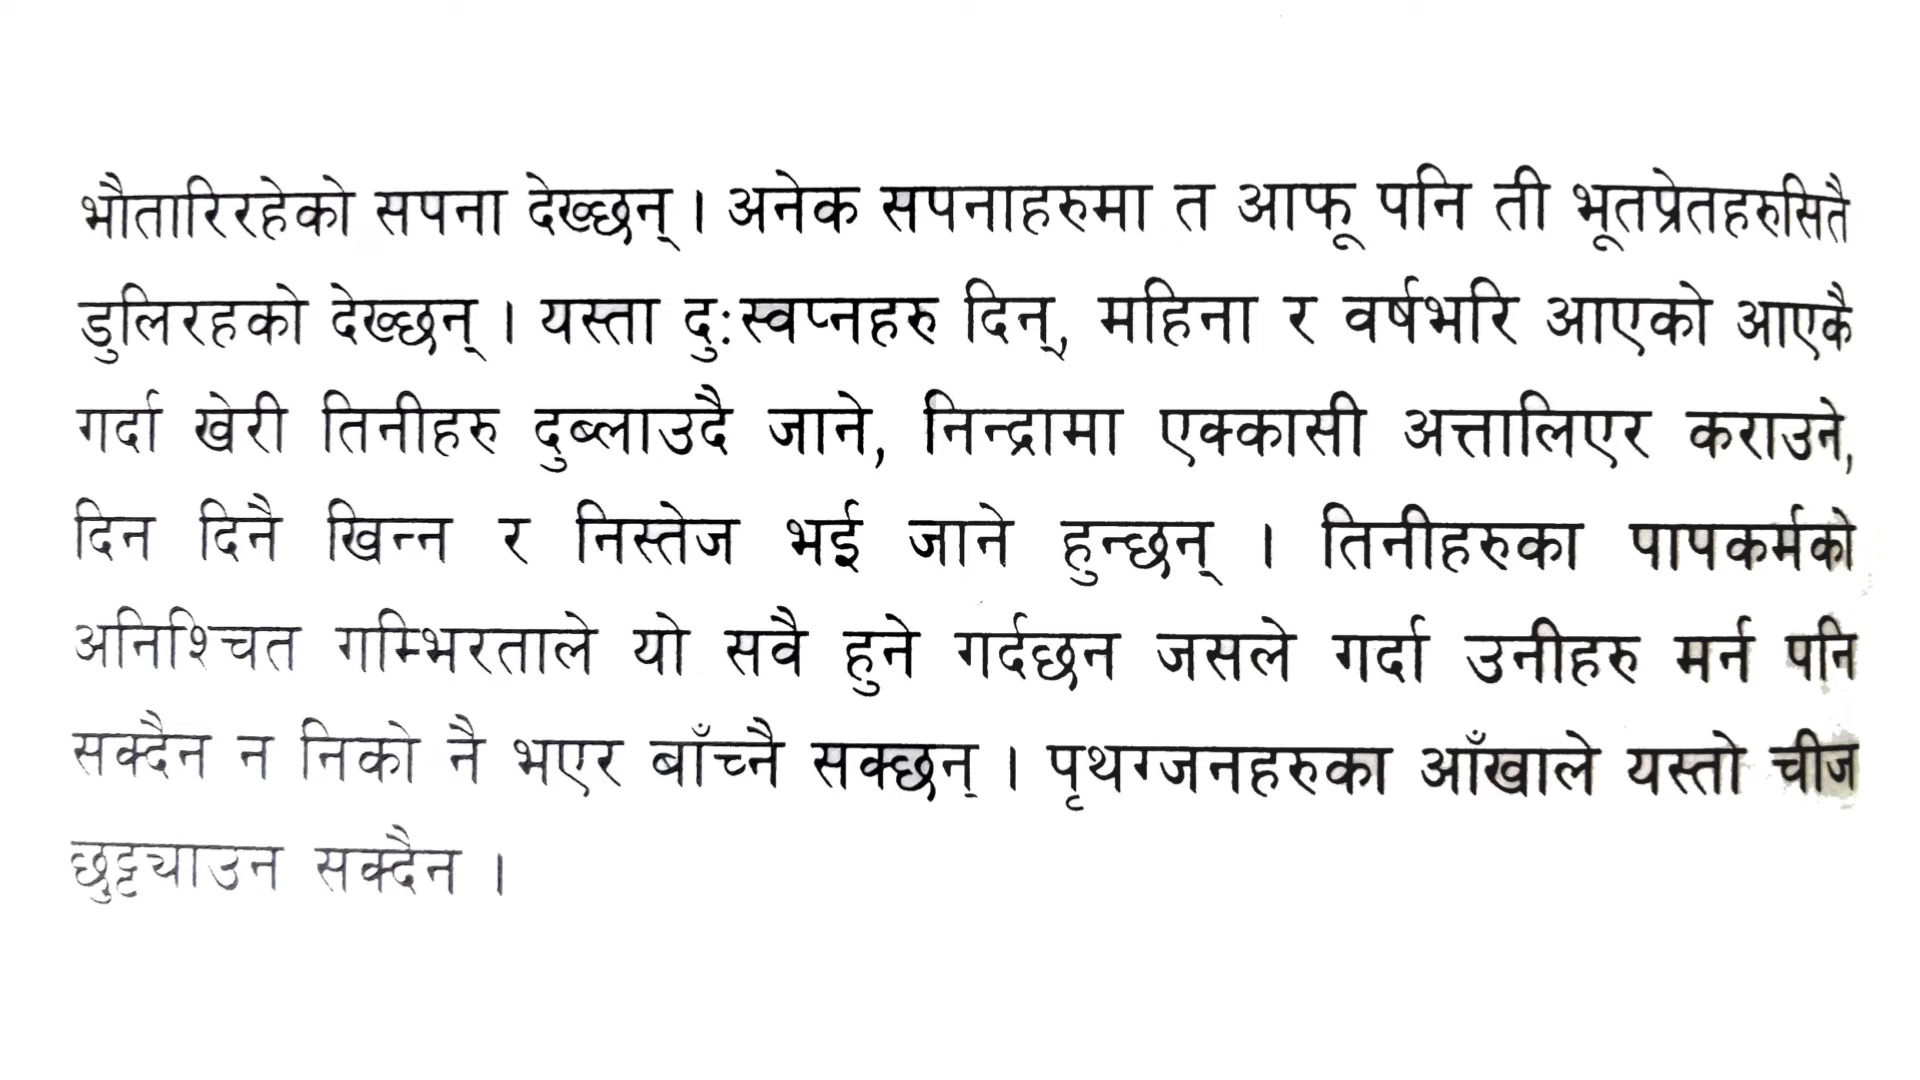 भौतारिरहेको सपना देख्छन् । अनेक सपनाहरुमा त आफू पनि ती भूतप्रेतहरुसितै
डुलिरहको देख्छन् । यस्ता दुःस्वप्नहरु दिन्, महिना र वर्षभरि आएको आएकै
गर्दा खेरी तिनीहरु दुब्लाउदै जाने, निन्द्रामा एक्कासी अत्तालिएर कराउने,
दिन दिनै खिन्न र निस्तेज भई जाने हुन्छन् । तिनीहरुका पापकर्मको
अनिश्चित गम्भिरताले यो सवै हुने गर्दछन जसले गर्दा उनीहरु मर्न पनि
सक्दैन न निको नै भएर बाँच्नै सक्छन् । पृथग्जनहरुका आँखाले यस्तो चीज
छुट्टयाउन सक्दैन ।